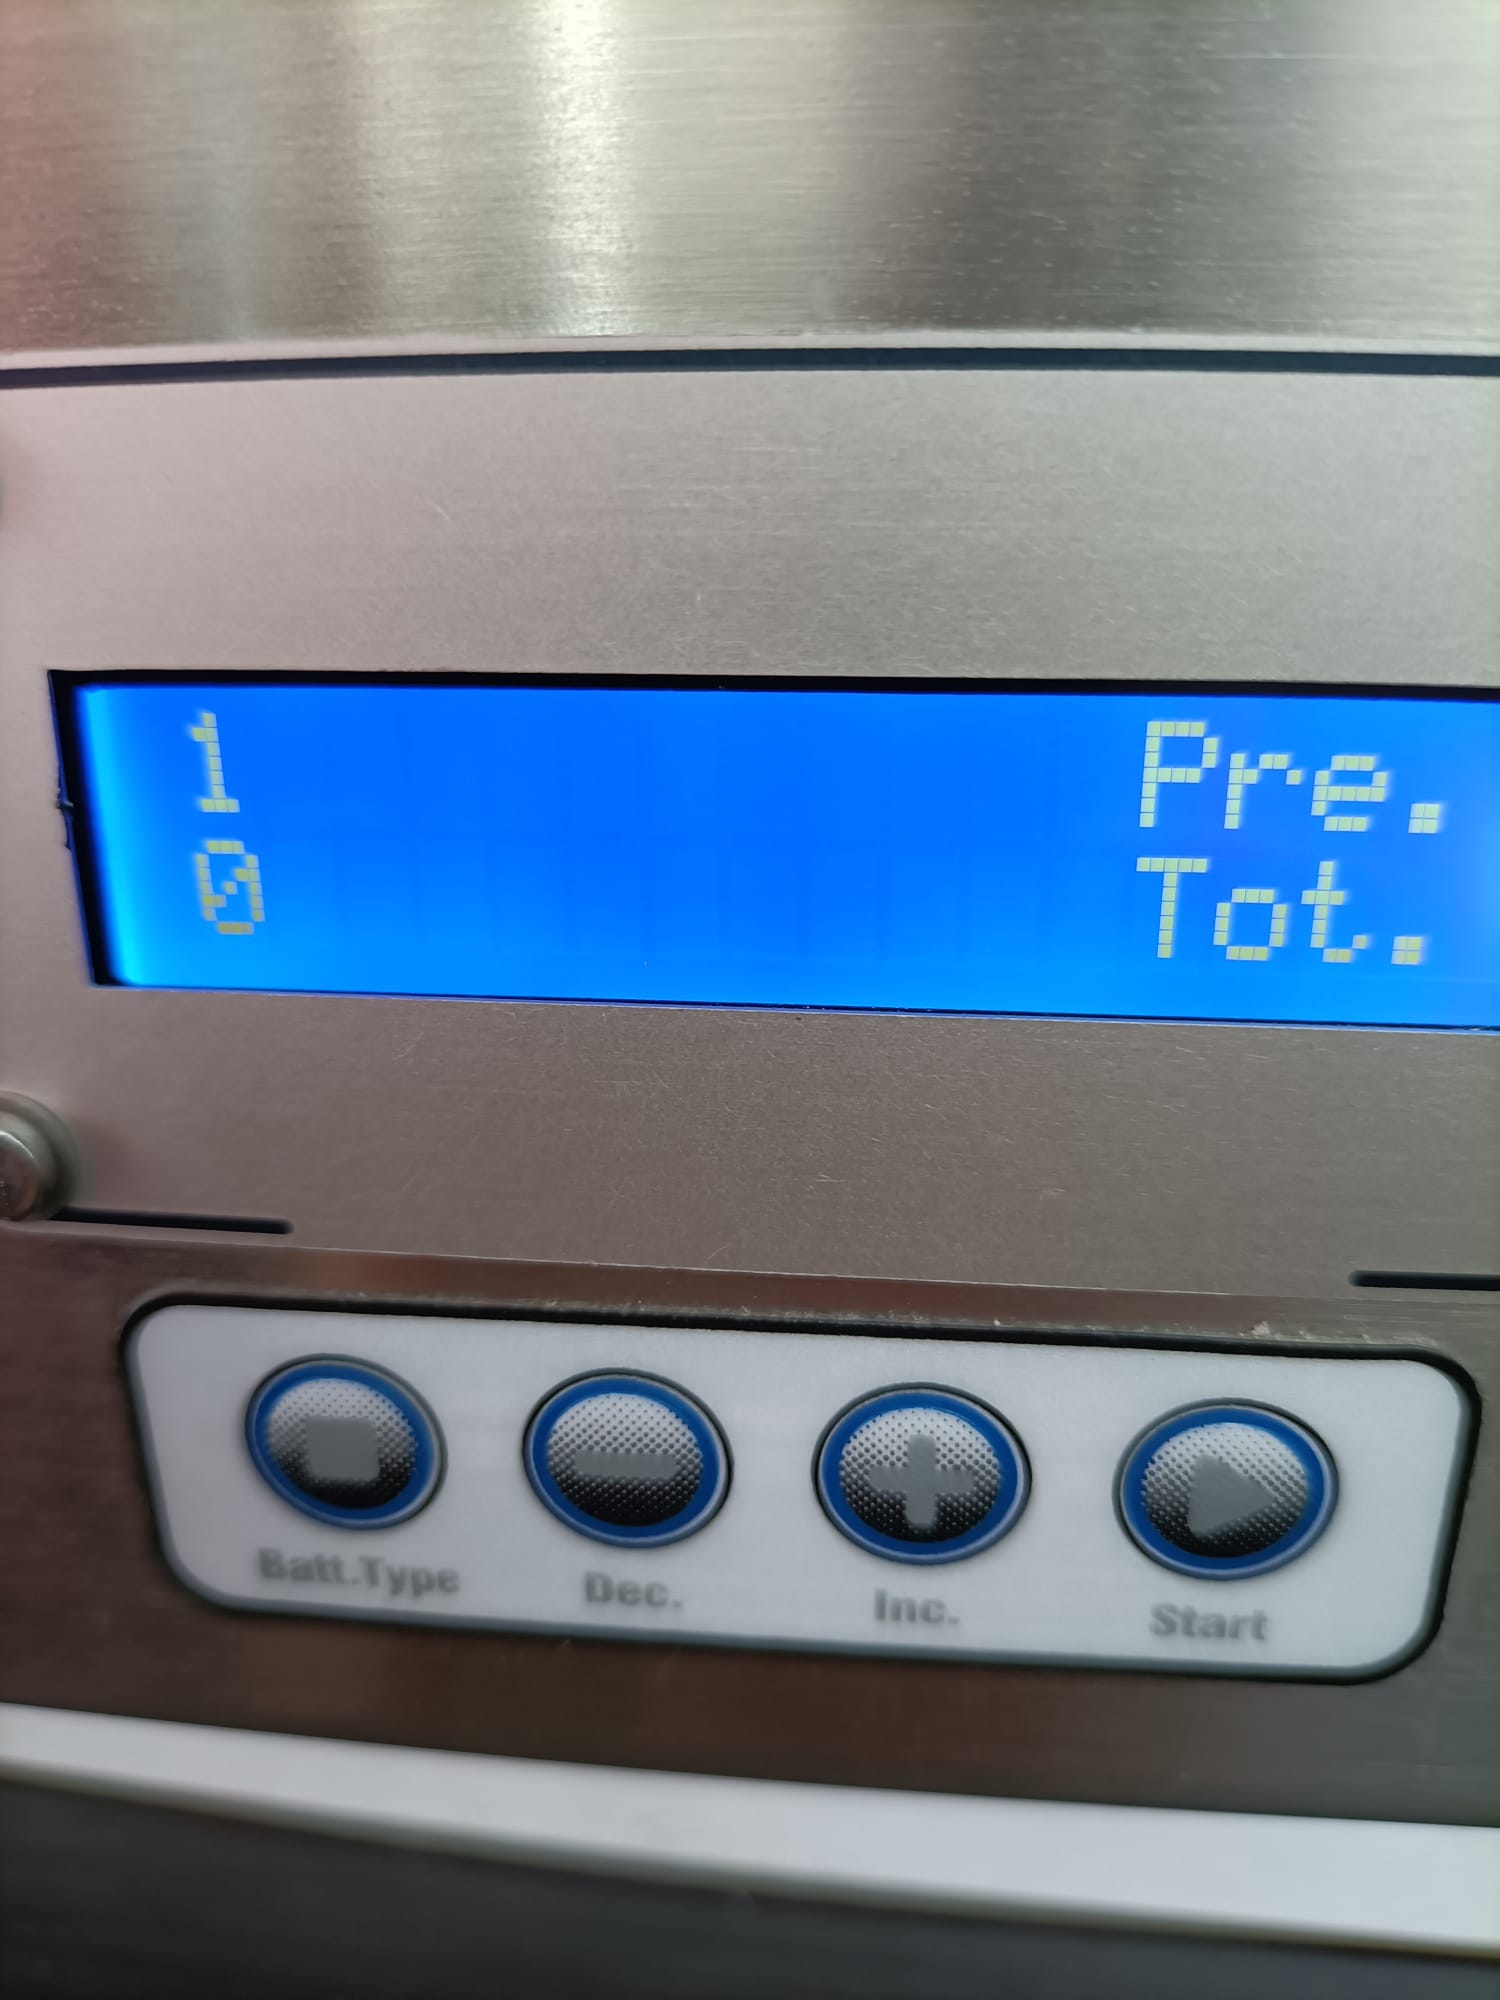 1 Pre.
0 Tot.
Batt.Type Dec. Inc. Start